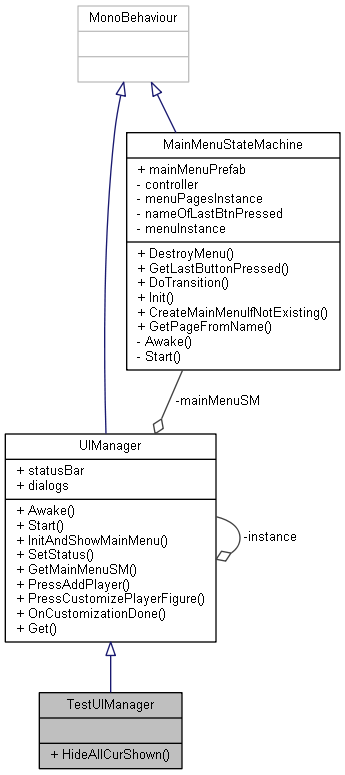 MonoBehaviour
MainMenuStateMachine
+ mainMenuPrefab
- controller
- menuPagesInstance
- nameOfLastBtnPressed
- menuInstance
+ DestroyMenu()
+ GetLastButtonPressed()
+ DoTransition()
+ Init()
+ CreateMainMenuIfNotExisting()
+ GetPageFromName()
- Awake()
- Start()
-mainMenuSM
UIManager
+ statusBar
+ dialogs
+ Awake()
+ Start()
+ InitAndShowMainMenu()
+ SetStatus()
+ GetMainMenuSM()
+ PressAddPlayer()
+ PressCustomizePlayerFigure()
+ OnCustomizationDone()
+ Get()
-instance
TestUIManager
+ HideAllCurShown()